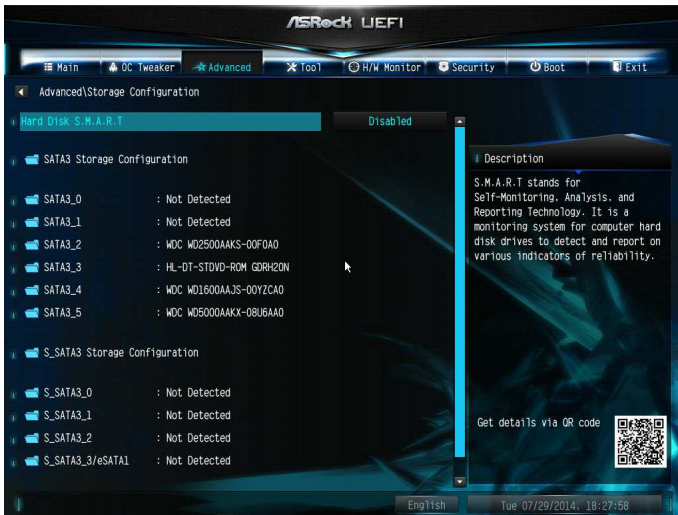 ASRock UEFI
Main
OC Tweaker
Advanced
Tool
H/W Monitor
Security
Boot
Exit
Advanced\Storage Configuration
Hard Disk S.M.A.R.T
Disabled
SATA3 Storage Configuration
SATA3_0 : Not Detected
SATA3_1 : Not Detected
SATA3_2 : WDC WD2500AAKS-00F0A0
SATA3_3 : HL-DT-STDVD-ROM GDRH20N
SATA3_4 : WDC WD1600AAJS-00YZCA0
SATA3_5 : WDC WD5000AAKX-08U6AA0
S_SATA3 Storage Configuration
S_SATA3_0 : Not Detected
S_SATA3_1 : Not Detected
S_SATA3_2 : Not Detected
S_SATA3_3/eSATA1 : Not Detected
Description
S.M.A.R.T stands for
Self-Monitoring, Analysis, and
Reporting Technology. It is a
monitoring system for computer hard
disk drives to detect and report on
various indicators of reliability.
Get details via QR code
English
Tue 07/29/2014, 18:27:58